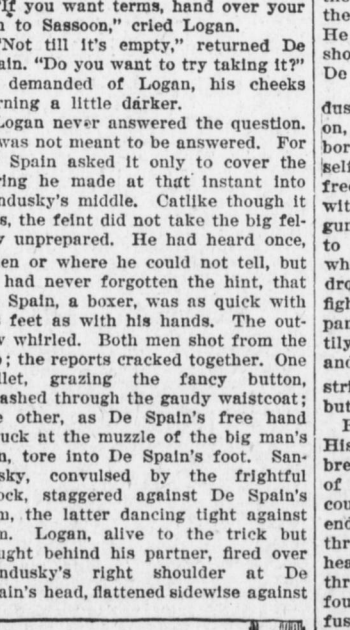 "If you want terms, hand over your
to Sassoon," cried Logan.
"Not till it's empty," returned De
ain. "Do you want to try taking it?"
demanded of Logan, his cheeks
rning a little darker.
Logan never answered the question.
was not meant to be answered. For
Spain asked it only to cover the
ring he made at that instant into
ndusky's middle. Catlike though it
s, the feint did not take the big fel-
unprepared. He had heard once,
en or where he could not tell, but
had never forgotten the hint, that
Spain, a boxer, was as quick with
feet as with his hands. The out-
w whirled. Both men shot from the
; the reports cracked together. One
llet, grazing the fancy button,
ashed through the gaudy waistcoat;
e other, as De Spain's free hand
uck at the muzzle of the big man's
n, tore into De Spain's foot. San-
sky, convulsed by the frightful
ock, staggered against De Spain's
m, the latter dancing tight against
n. Logan, alive to the trick but
ught behind his partner, fired over
ndusky's right shoulder at De
ain's head, flattened sidewise against
the
He
sho
De
dus
on,
bor
self
free
wit
gun
to
wh
dro
figh
par
tily
and
stri
but
His
bre
of
cou
end
thr
hea
thr
fou
fus